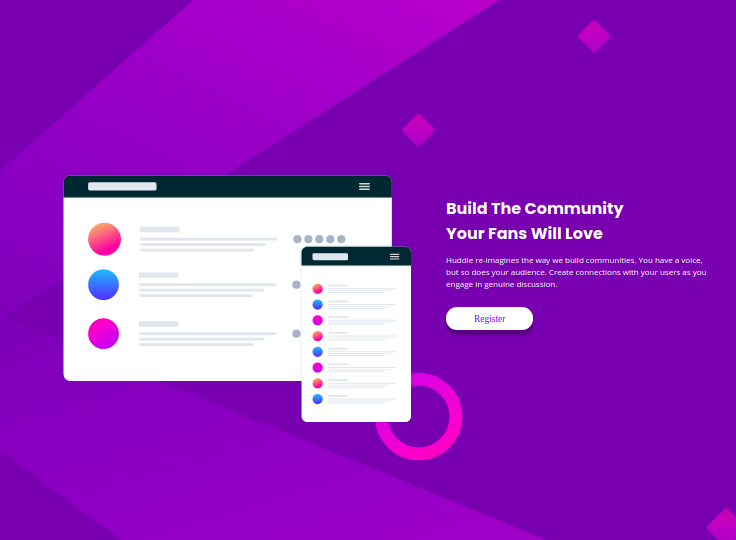 Build The Community
Your Fans Will Love
Huddle re-imagines the way we build communities. You have a voice,
but so does your audience. Create connections with your users as you
engage in genuine discussion.
Register